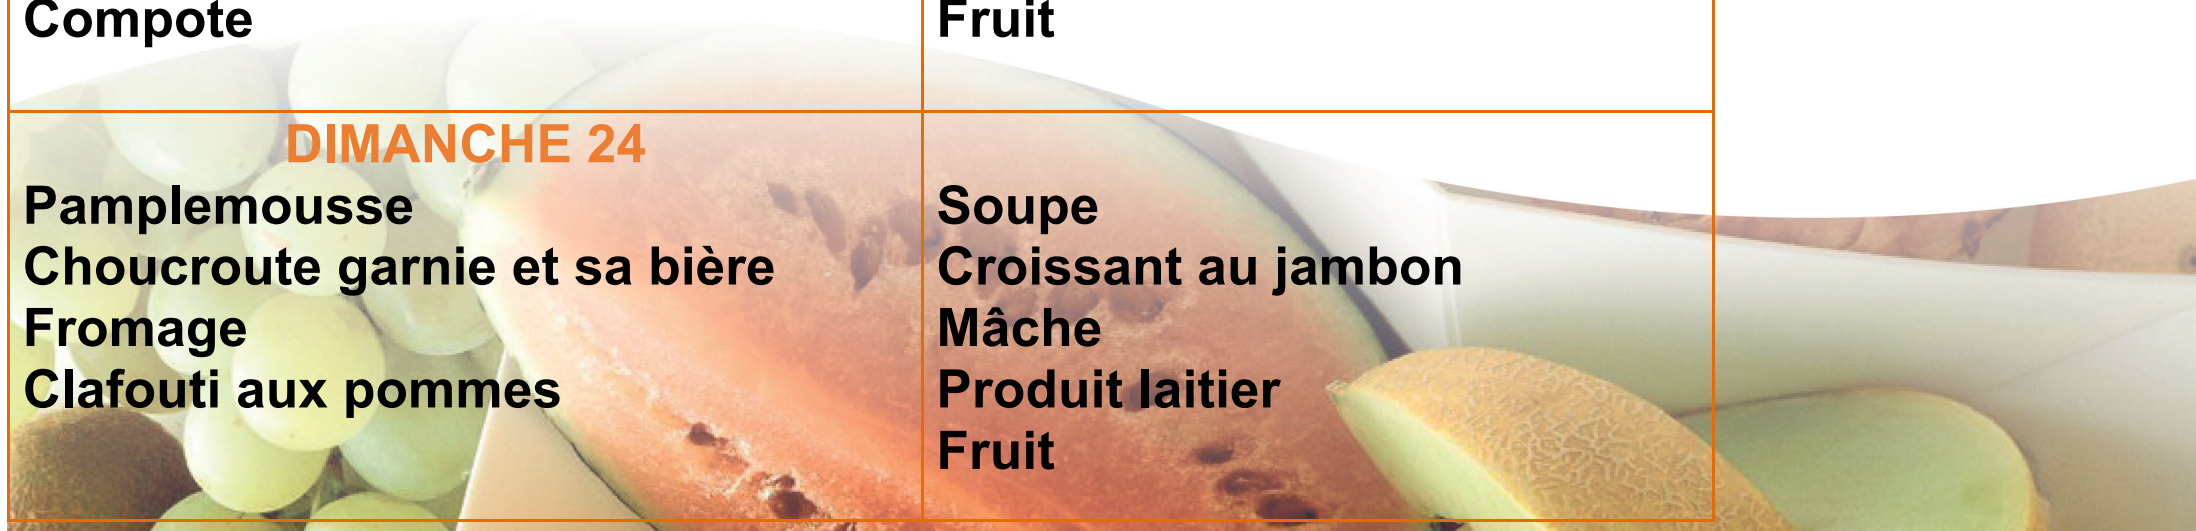 Compote
Fruit
DIMANCHE 24
Pamplemousse
Choucroute garnie et sa bière
Fromage
Clafouti aux pommes
Soupe
Croissant au jambon
Mâche
Produit laitier
Fruit